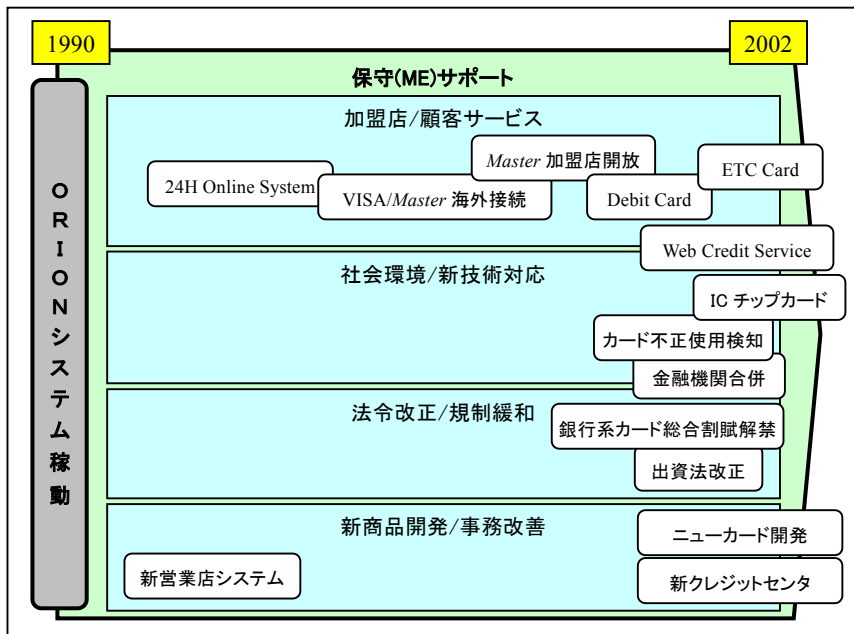 1990
2002
保守(ME)サポート
ORIONシステム稼動
加盟店/顧客サービス
Master 加盟店開放
ETC Card
24H Online System
VISA/Master 海外接続
Debit Card
Web Credit Service
社会環境/新技術対応
IC チップカード
カード不正使用検知
金融機関合併
法令改正/規制緩和
銀行系カード総合割賦解禁
出資法改正
新商品開発/事務改善
ニューカード開発
新営業店システム
新クレジットセンタ